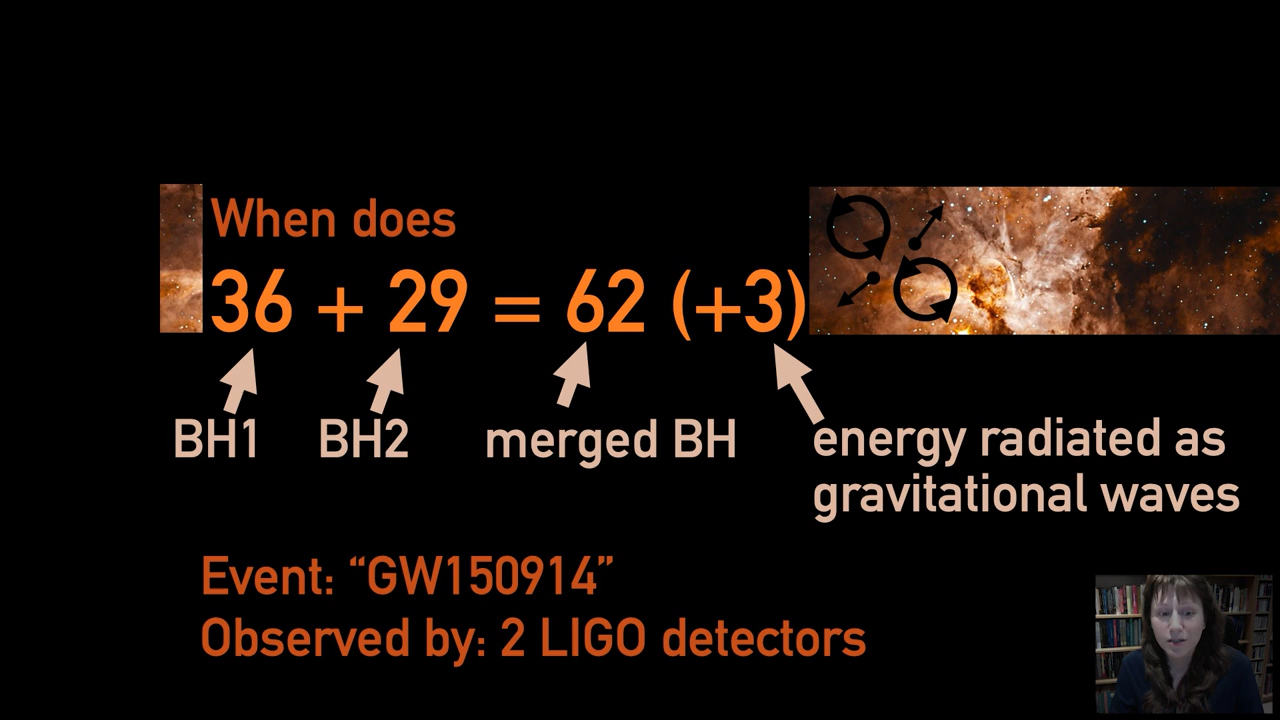 When does
36 + 29 = 62 (+3)
BH1 BH2 merged BH energy radiated as
gravitational waves
Event: “GW150914”
Observed by: 2 LIGO detectors